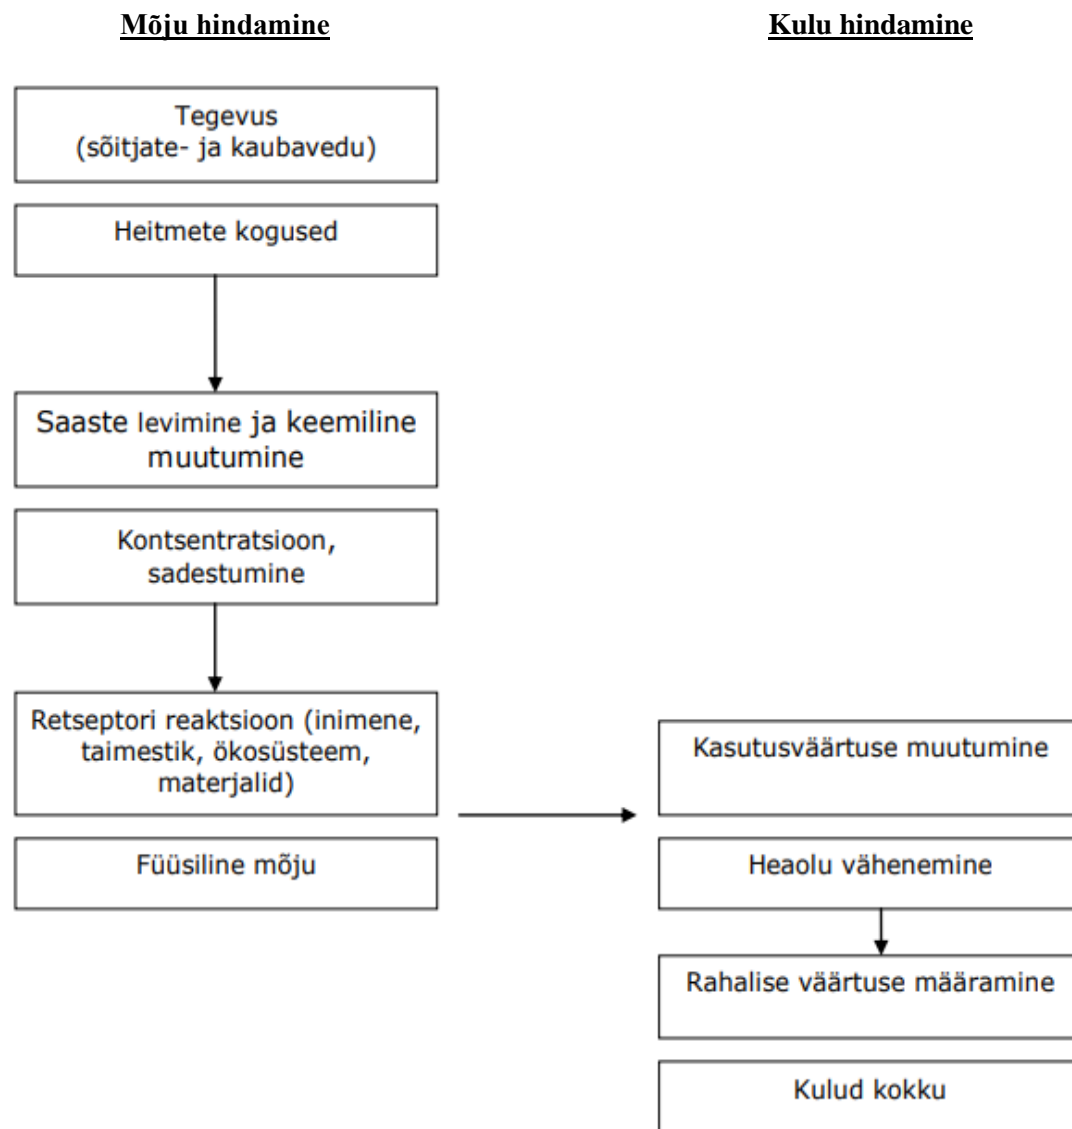 Mõju hindamine
Kulu hindamine
Tegevus
(sõitjate- ja kaubavedu)
Heitmete kogused
Saaste levimine ja keemiline
muutumine
Kontsentratsioon,
sadestumine
Retseptori reaktsioon (inimene,
taimestik, ökosüsteem,
materjalid)
Füüsiline mõju
Kasutusväärtuse muutumine
Heaolu vähenemine
Rahalise väärtuse määramine
Kulud kokku